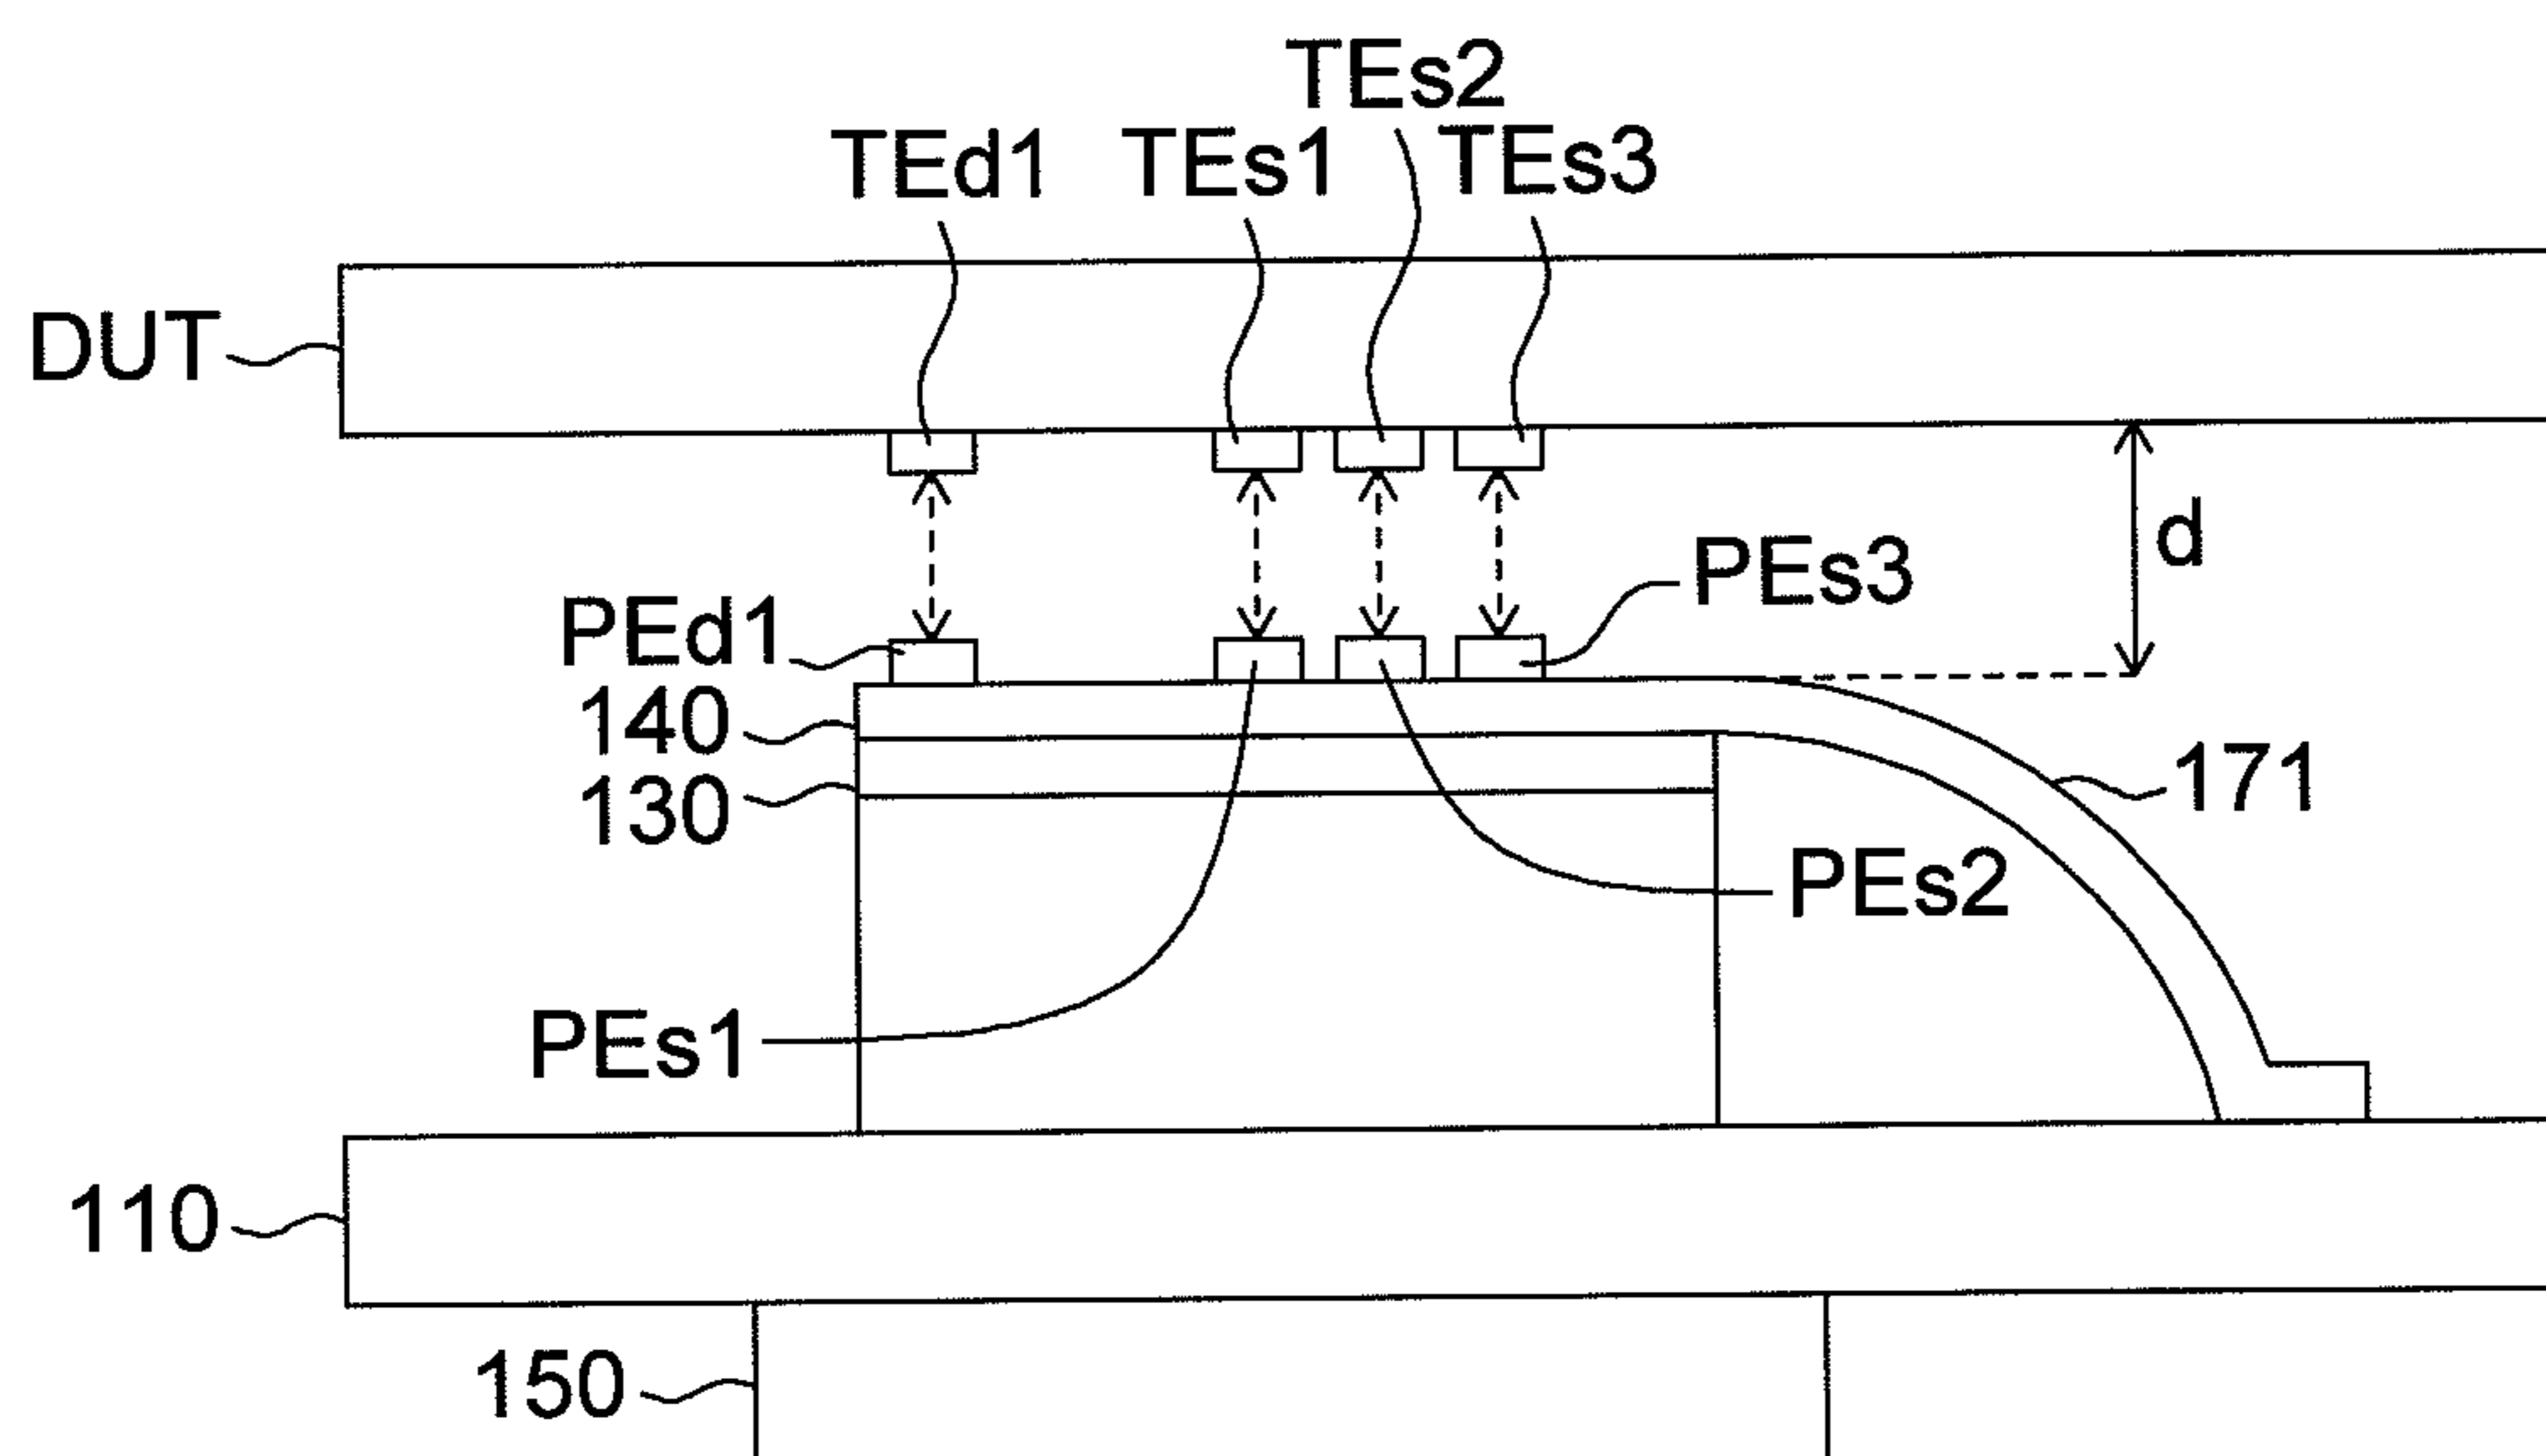 TEs2
TEd1 TEs1 TEs3
DUT
d
PEs3
PEd1
140
171
130
PEs2
PEs1
110
150